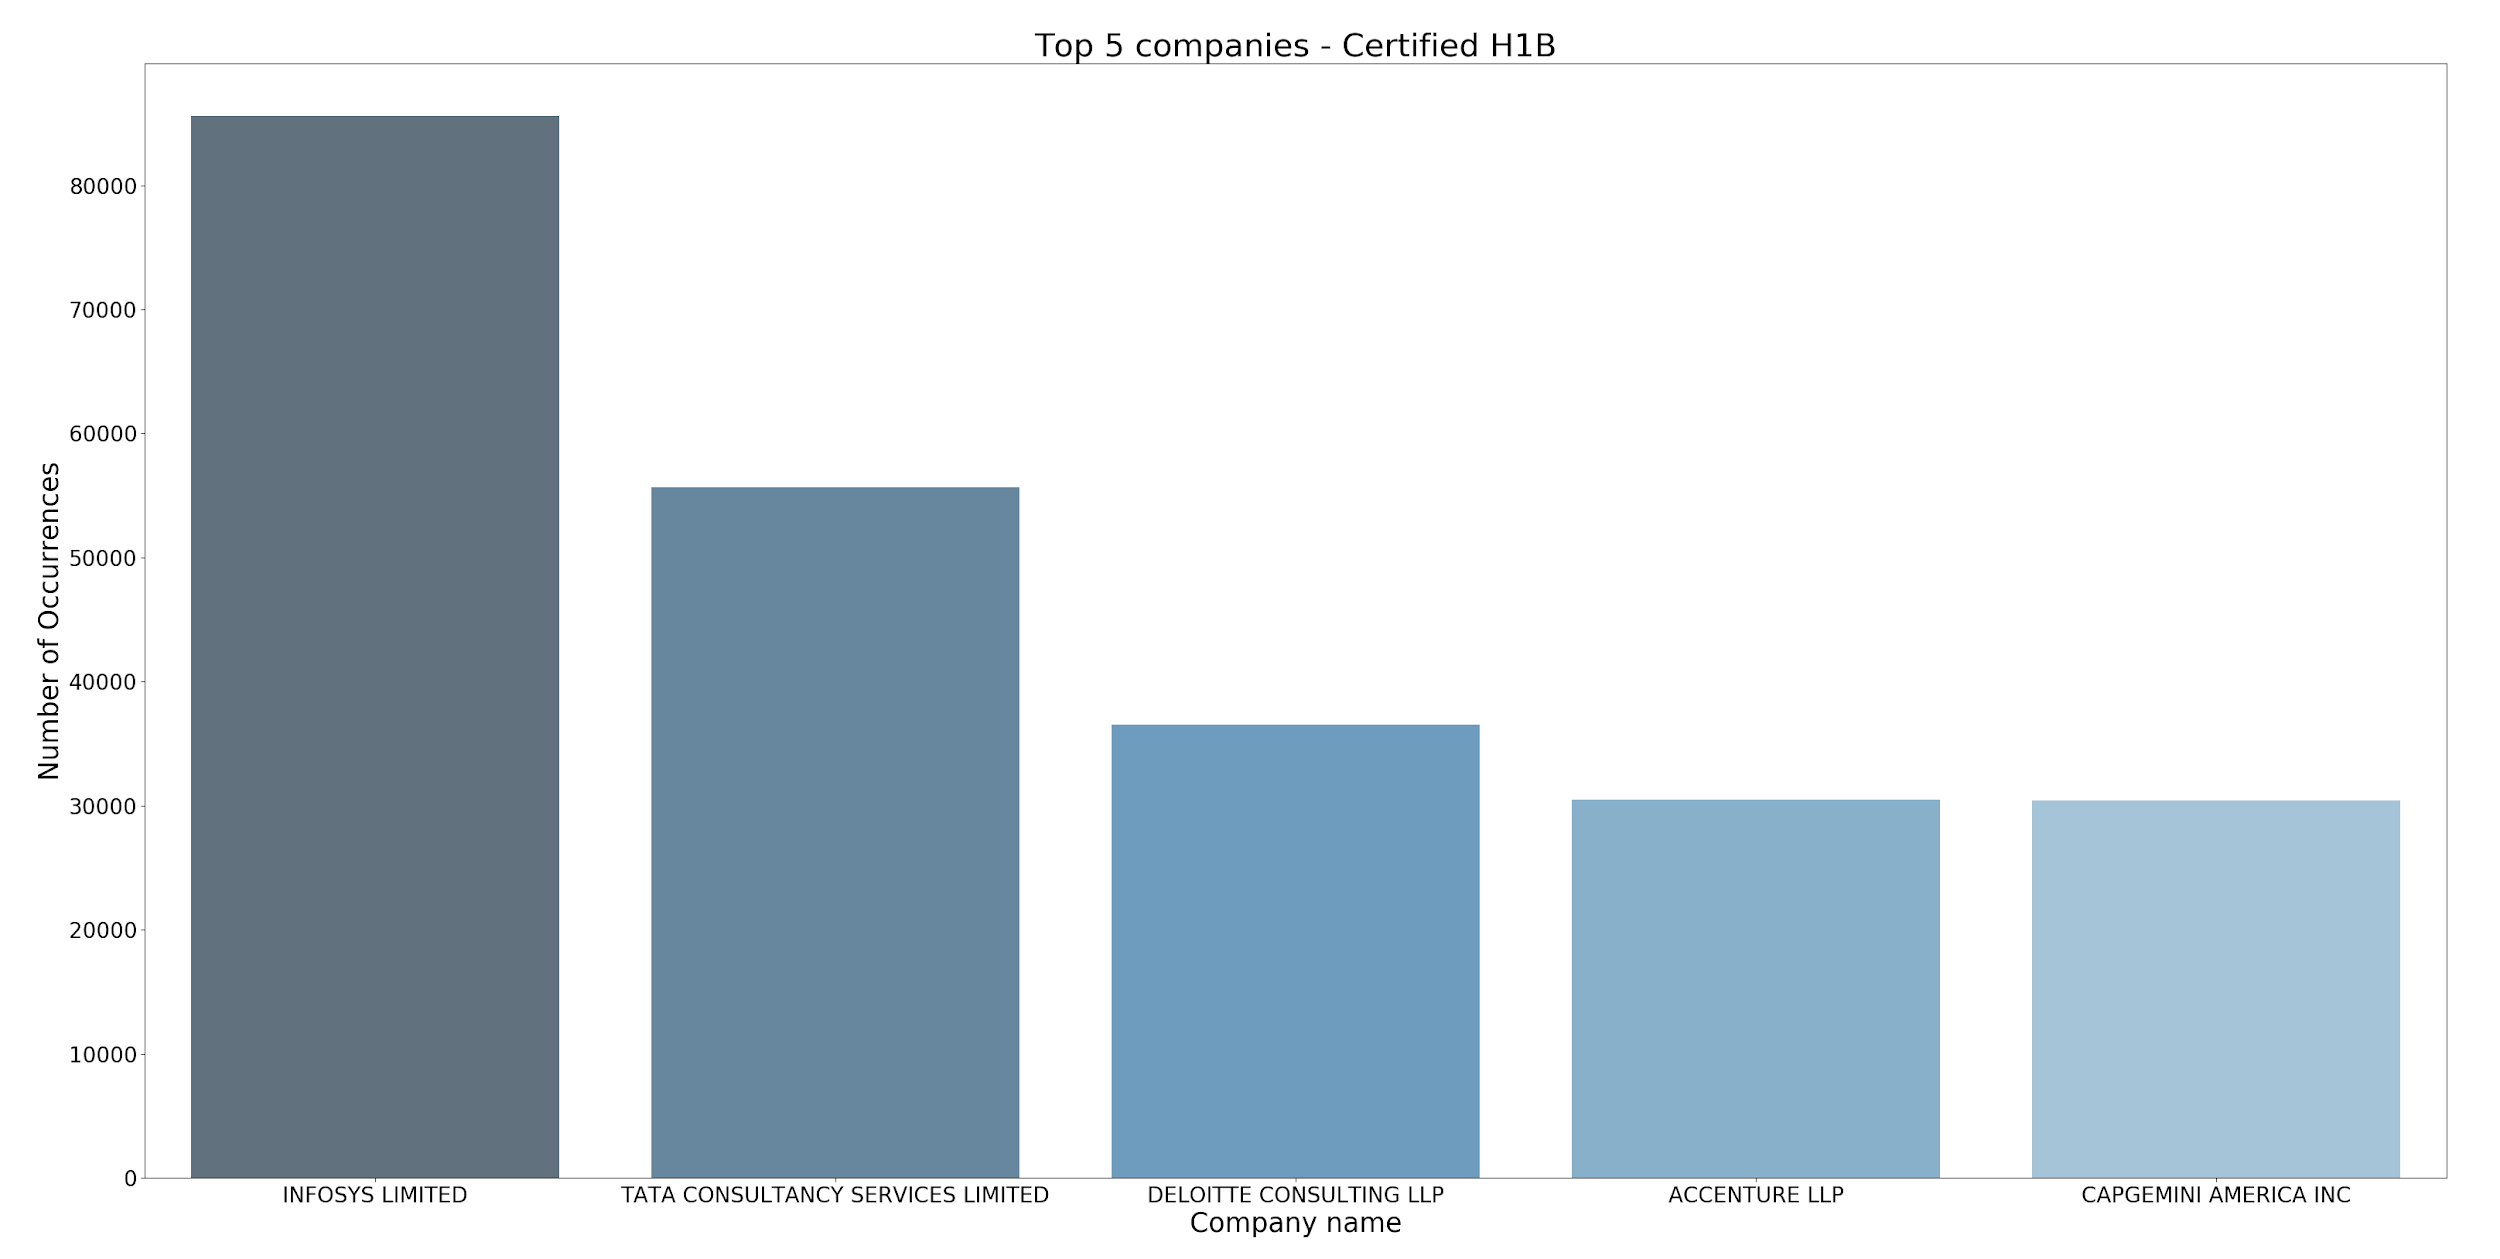 Top 5 companies - Certified H1B
Number of Occurrences
80000
70000
60000
50000
40000
30000
20000
10000
0
INFOSYS LIMITED
TATA CONSULTANCY SERVICES LIMITED
DELOITTE CONSULTING LLP
ACCENTURE LLP
CAPGEMINI AMERICA INC
Company name